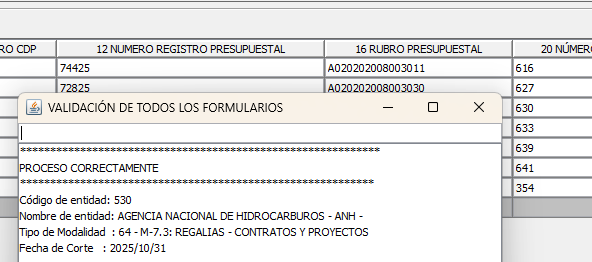 RO CDP 12 NUMERO REGISTRO PRESUPUESTAL 16 RUBRO PRESUPUESTAL 20 NÚMERO
74425 A020202008003011 616
72825 A020202008003030 627
630
633
639
641
354
VALIDACIÓN DE TODOS LOS FORMULARIOS
************************************************************
PROCESO CORRECTAMENTE
***********************************************************
Código de entidad: 530
Nombre de entidad: AGENCIA NACIONAL DE HIDROCARBUROS - ANH -
Tipo de Modalidad : 64 - M-7.3: REGALIAS - CONTRATOS Y PROYECTOS
Fecha de Corte : 2025/10/31